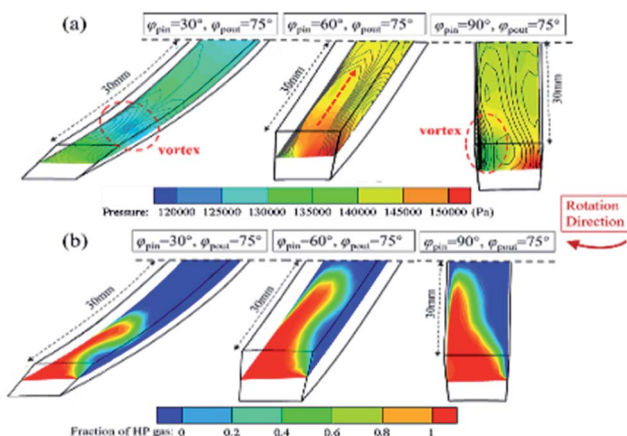 (a)
φpin=30°, φpout=75°
φpin=60°, φpout=75°
φpin=90°, φpout=75°
30mm
30mm
30mm
vortex
vortex
Pressure: 120000 125000 130000 135000 140000 145000 150000 (Pa)
Rotation
Direction
(b)
φpin=30°, φpout=75°
φpin=60°, φpout=75°
φpin=90°, φpout=75°
30mm
30mm
30mm
Fraction of HP gas: 0 0.2 0.4 0.6 0.8 1